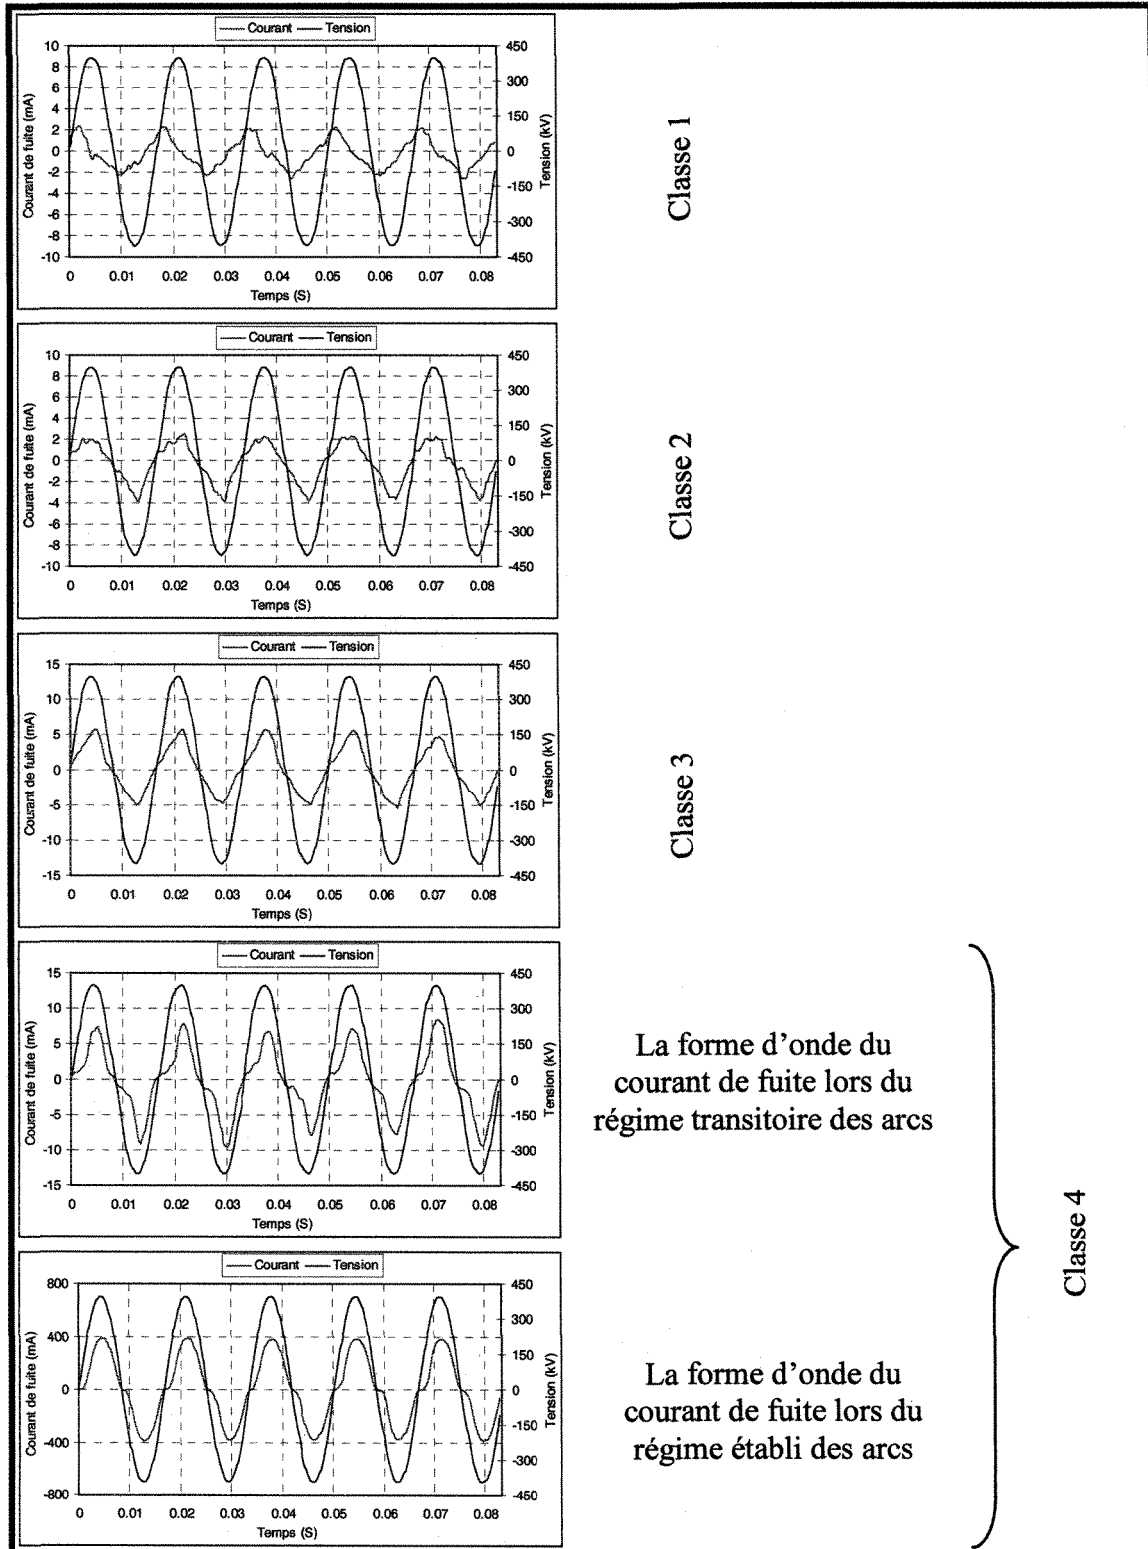 Courant Tension
10
8
6
4
2
0
-2
-4
-6
-8
-10
Courant de fuite (mA)
450
300
150
0
-150
-300
-450
Tension (kV)
0 0.01 0.02 0.03 0.04 0.05 0.06 0.07 0.08
Temps (S)
Classe 1
Courant Tension
10
8
6
4
2
0
-2
-4
-6
-8
-10
Courant de fuite (mA)
450
300
150
0
-150
-300
-450
Tension (kV)
0 0.01 0.02 0.03 0.04 0.05 0.06 0.07 0.08
Temps (S)
Classe 2
Courant Tension
15
10
5
0
-5
-10
-15
Courant de fuite (mA)
450
300
150
0
-150
-300
-450
Tension (kV)
0 0.01 0.02 0.03 0.04 0.05 0.06 0.07 0.08
Temps (S)
Classe 3
Courant Tension
15
10
5
0
-5
-10
-15
Courant de fuite (mA)
450
300
150
0
-150
-300
-450
Tension (kV)
0 0.01 0.02 0.03 0.04 0.05 0.06 0.07 0.08
Temps (S)
La forme d'onde du
courant de fuite lors du
régime transitoire des arcs
Courant Tension
800
400
0
-400
-800
Courant de fuite (mA)
450
300
150
0
-150
-300
-450
Tension (kV)
0 0.01 0.02 0.03 0.04 0.05 0.06 0.07 0.08
Temps (S)
La forme d'onde du
courant de fuite lors du
régime établi des arcs
Classe 4